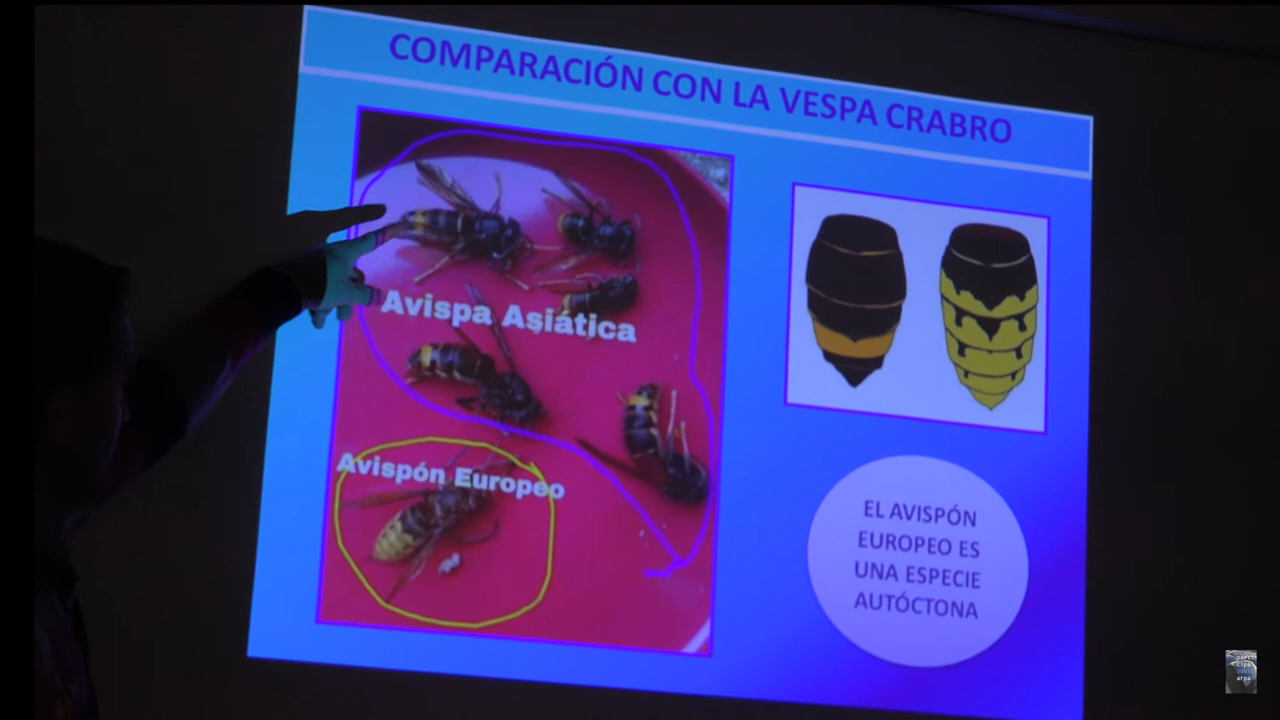 COMPARACIÓN CON LA VESPA CRABRO
Avispa Asiática
Avispón Europeo
EL AVISPÓN
EUROPEO ES
UNA ESPECIE
AUTÓCTONA